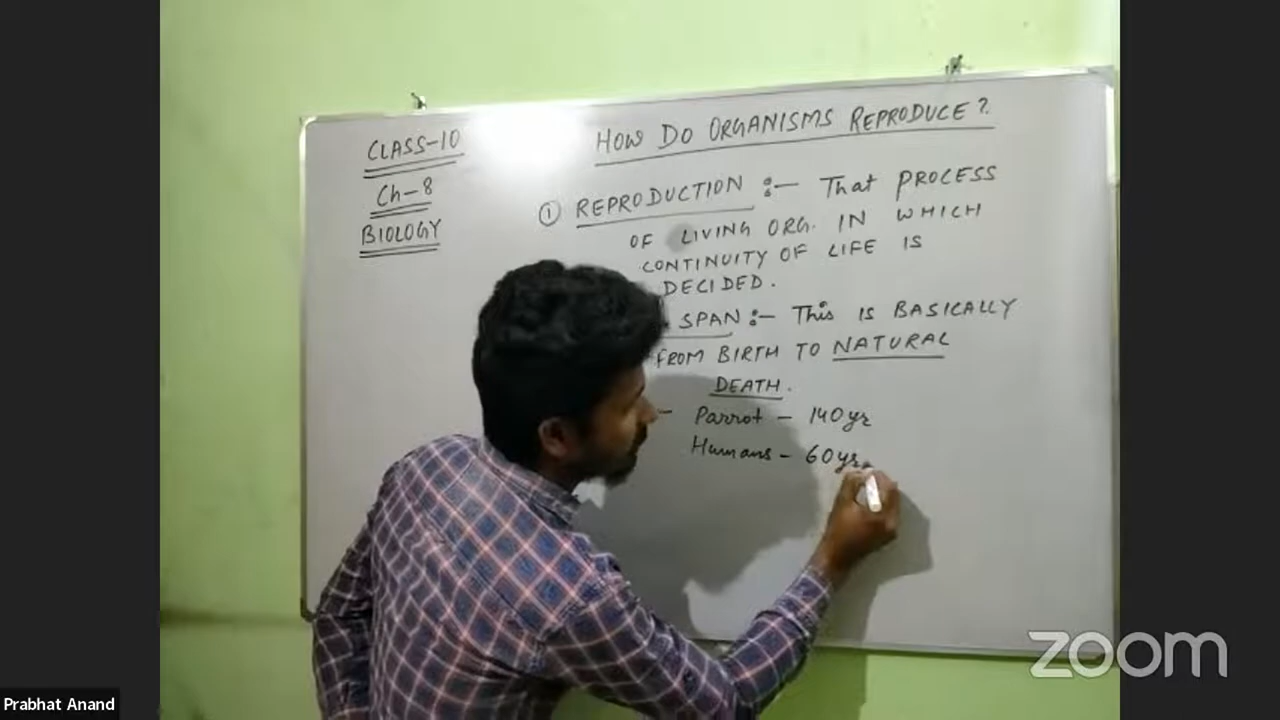 CLASS-10
Ch-8
BIOLOGY
HOW DO ORGANISMS REPRODUCE?
① REPRODUCTION :- That PROCESS
OF LIVING ORG. IN WHICH
CONTINUITY OF LIFE IS
DECIDED.
SPAN :- This IS BASICALLY
FROM BIRTH TO NATURAL
DEATH.
- Parrot - 140yr
Humans - 60yr
zoom
Prabhat Anand